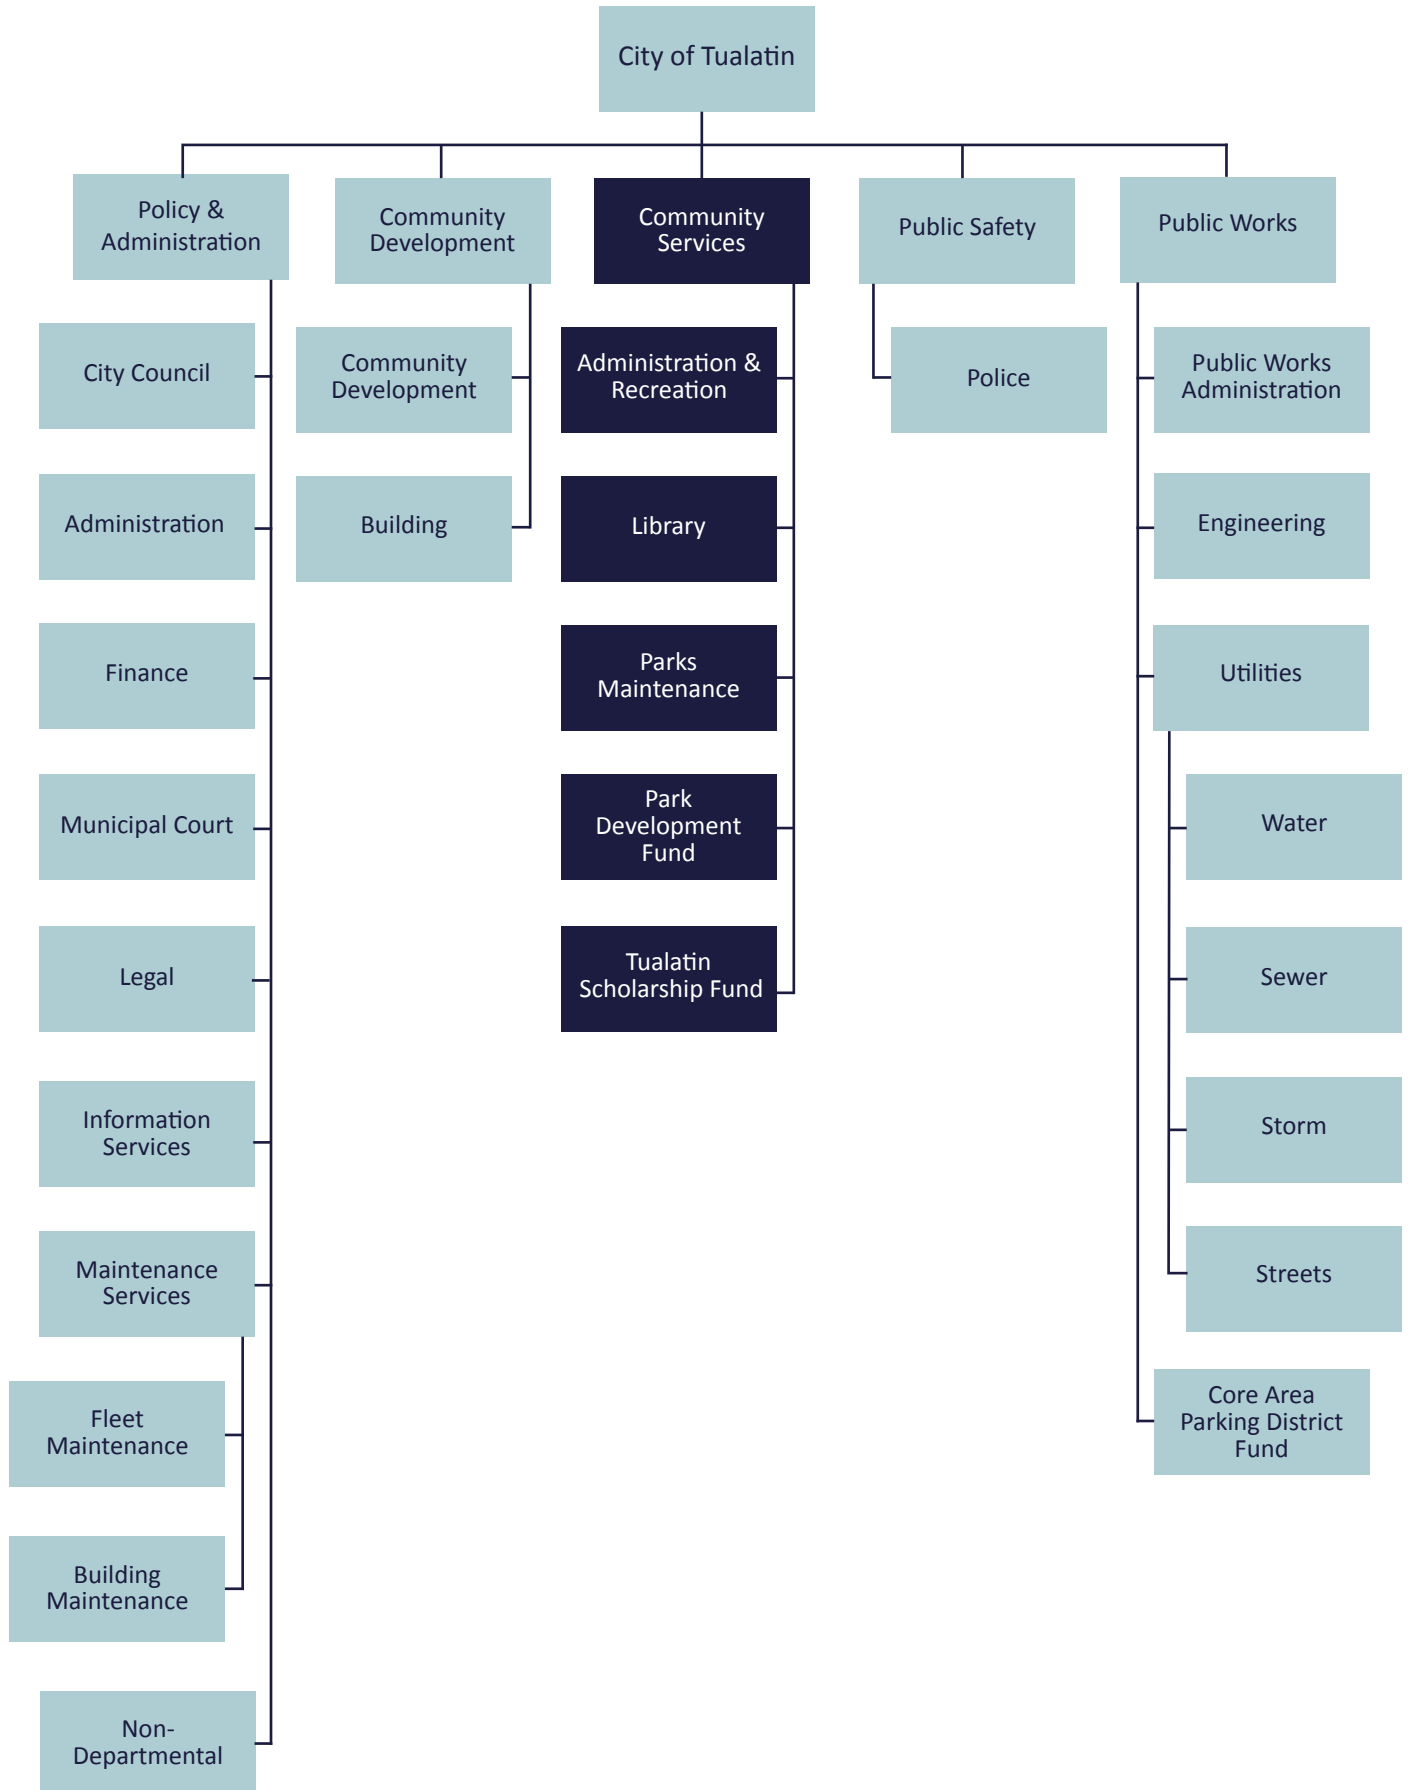 City of Tualatin
Policy &
Administration
City Council
Administration
Finance
Municipal Court
Legal
Information
Services
Maintenance
Services
Fleet
Maintenance
Building
Maintenance
Non-
Departmental
Community
Development
Community
Development
Building
Community
Services
Administration &
Recreation
Library
Parks
Maintenance
Park
Development
Fund
Tualatin
Scholarship Fund
Public Safety
Police
Public Works
Public Works
Administration
Engineering
Utilities
Water
Sewer
Storm
Streets
Core Area
Parking District
Fund